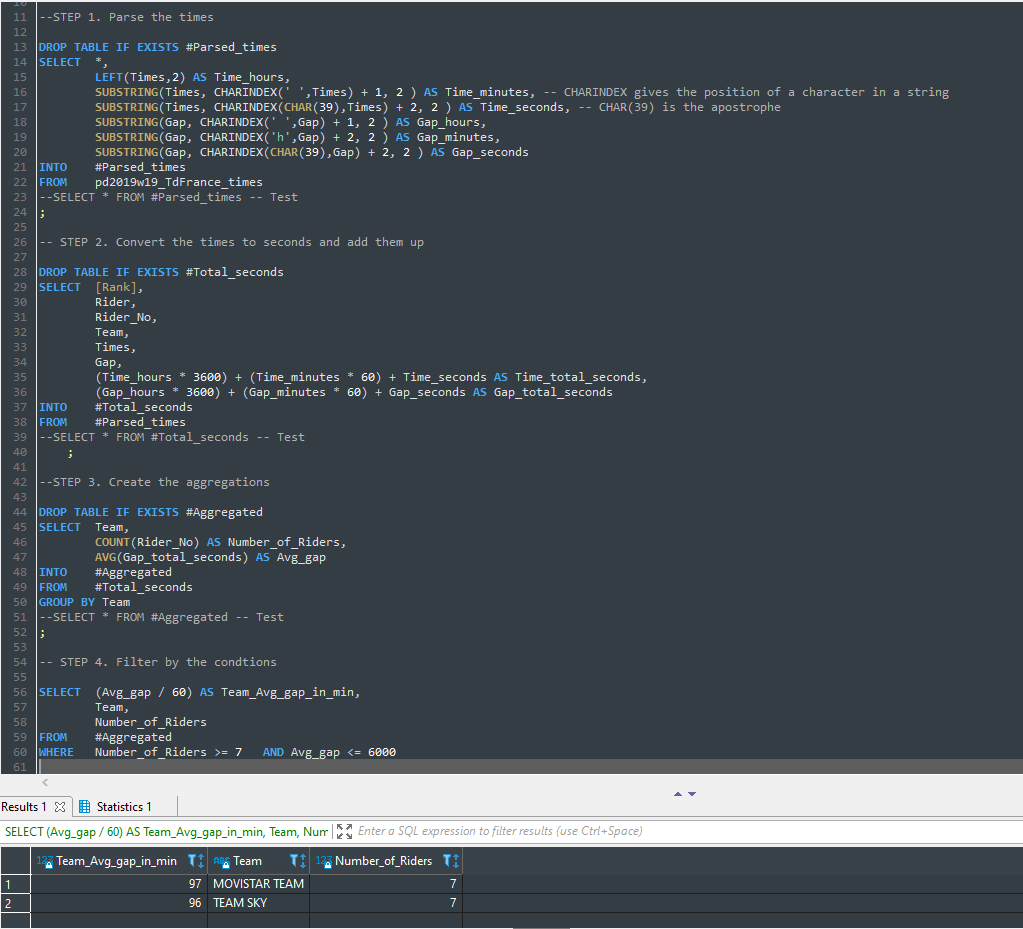 11 --STEP 1. Parse the times
12
13 DROP TABLE IF EXISTS #Parsed_times
14 SELECT  *,
15         LEFT(Times,2) AS Time_hours,
16         SUBSTRING(Times, CHARINDEX(' ',Times) + 1, 2 ) AS Time_minutes, -- CHARINDEX gives the position of a character in a string
17         SUBSTRING(Times, CHARINDEX(CHAR(39),Times) + 2, 2 ) AS Time_seconds, -- CHAR(39) is the apostrophe
18         SUBSTRING(Gap, CHARINDEX(' ',Gap) + 1, 2 ) AS Gap_hours,
19         SUBSTRING(Gap, CHARINDEX('h',Gap) + 2, 2 ) AS Gap_minutes,
20         SUBSTRING(Gap, CHARINDEX(CHAR(39),Gap) + 2, 2 ) AS Gap_seconds
21 INTO    #Parsed_times
22 FROM    pd2019w19_TdFrance_times
23 --SELECT * FROM #Parsed_times -- Test
24 ;
25
26 -- STEP 2. Convert the times to seconds and add them up
27
28 DROP TABLE IF EXISTS #Total_seconds
29 SELECT  [Rank],
30         Rider,
31         Rider_No,
32         Team,
33         Times,
34         Gap,
35         (Time_hours * 3600) + (Time_minutes * 60) + Time_seconds AS Time_total_seconds,
36         (Gap_hours * 3600) + (Gap_minutes * 60) + Gap_seconds AS Gap_total_seconds
37 INTO    #Total_seconds
38 FROM    #Parsed_times
39 --SELECT * FROM #Total_seconds -- Test
40     ;
41
42 --STEP 3. Create the aggregations
43
44 DROP TABLE IF EXISTS #Aggregated
45 SELECT  Team,
46         COUNT(Rider_No) AS Number_of_Riders,
47         AVG(Gap_total_seconds) AS Avg_gap
48 INTO    #Aggregated
49 FROM    #Total_seconds
50 GROUP BY Team
51 --SELECT * FROM #Aggregated -- Test
52 ;
53
54 -- STEP 4. Filter by the condtions
55
56 SELECT  (Avg_gap / 60) AS Team_Avg_gap_in_min,
57         Team,
58         Number_of_Riders
59 FROM    #Aggregated
60 WHERE   Number_of_Riders >= 7   AND Avg_gap <= 6000
61
Results 1 Statistics 1
SELECT (Avg_gap / 60) AS Team_Avg_gap_in_min, Team, Num Enter a SQL expression to filter results (use Ctrl+Space)
123 Team_Avg_gap_in_min ABC Team 123 Number_of_Riders
1 97 MOVISTAR TEAM 7
2 96 TEAM SKY 7